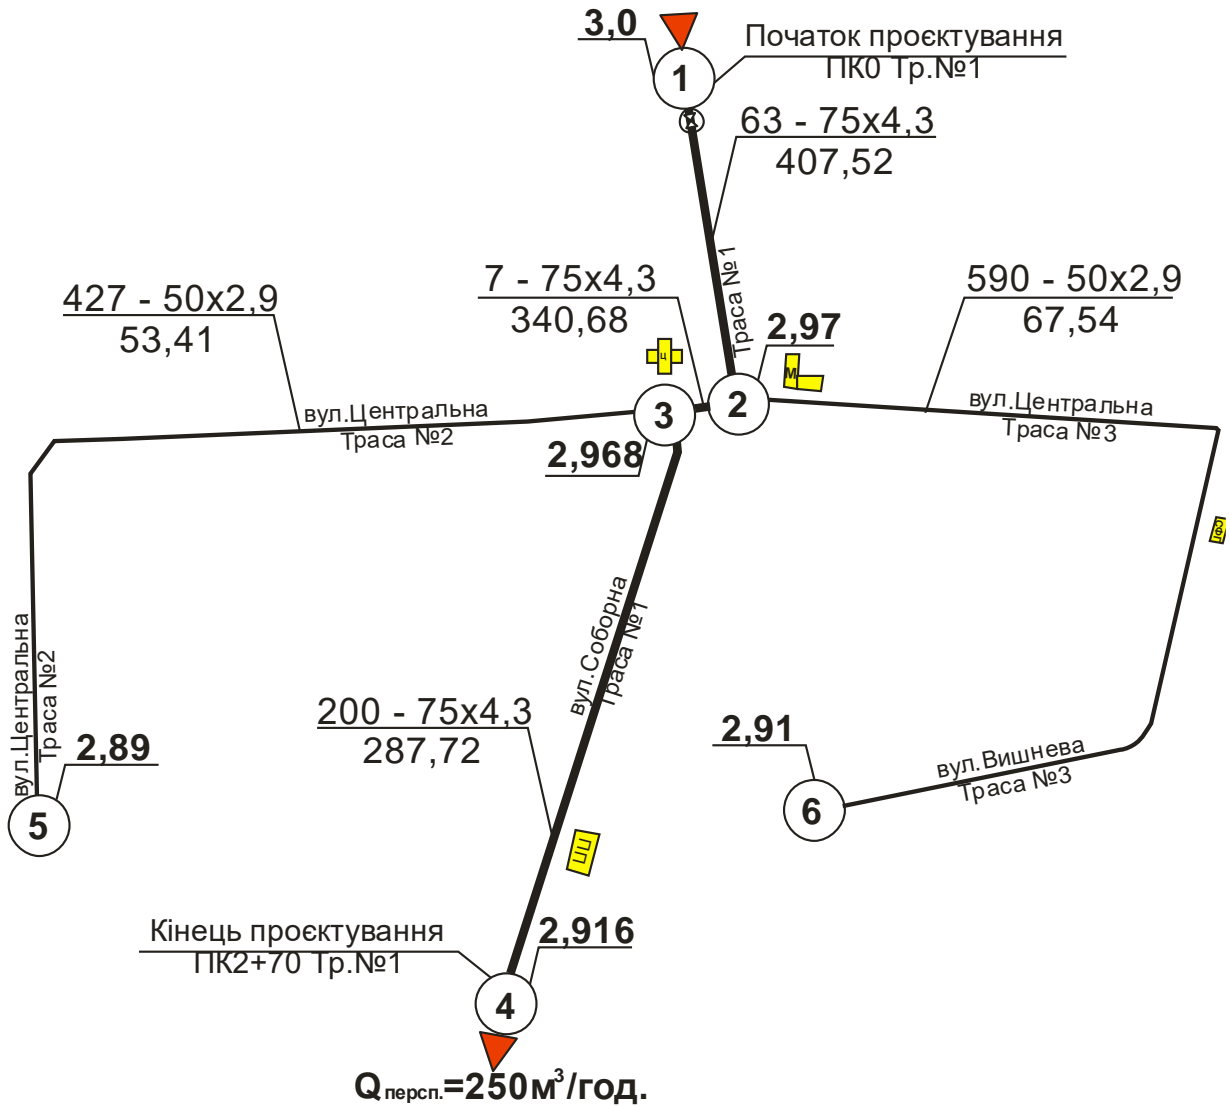 3,0
Початок проєктування
ПК0 Тр.№1
1
63 - 75х4,3
407,52
Траса №1
427 - 50х2,9
53,41
7 - 75х4,3
340,68
590 - 50х2,9
67,54
2,97
ц
М
2
3
вул.Центральна
Траса №2
вул.Центральна
Траса №3
2,968
СФГ
вул.Соборна
Траса №1
вул.Центральна
Траса №2
200 - 75х4,3
287,72
2,89
2,91
вул.Вишнева
Траса №3
5
6
Кінець проєктування
ПК2+70 Тр.№1
2,916
4
Qперсп.=250м³/год.